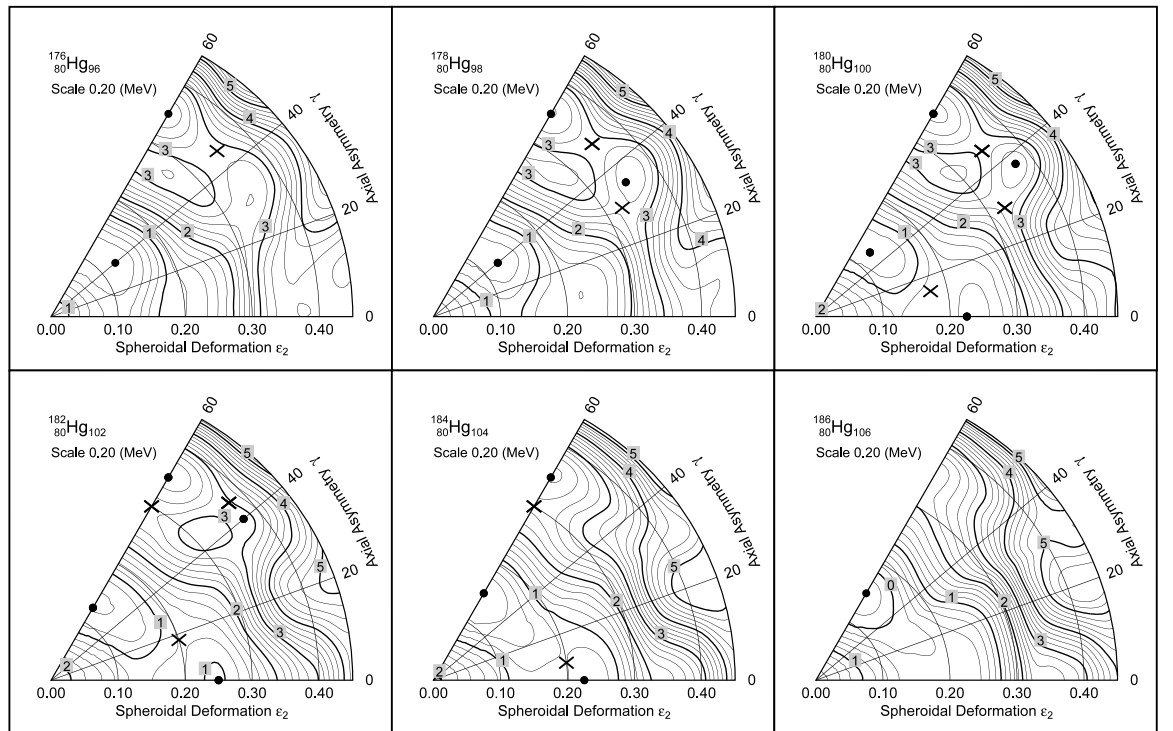 176
80Hg96
Scale 0.20 (MeV)
60
40
20
0
Axial Asymmetry γ
5
4
3
3
3
2
1
1
0.00 0.10 0.20 0.30 0.40
Spheroidal Deformation ε2
178
80Hg98
Scale 0.20 (MeV)
60
40
20
0
Axial Asymmetry γ
5
4
3
3
3
4
2
1
1
0.00 0.10 0.20 0.30 0.40
Spheroidal Deformation ε2
180
80Hg100
Scale 0.20 (MeV)
60
40
20
0
Axial Asymmetry γ
5
4
3
3
3
2
1
2
0.00 0.10 0.20 0.30 0.40
Spheroidal Deformation ε2
182
80Hg102
Scale 0.20 (MeV)
60
40
20
0
Axial Asymmetry γ
5
4
3
5
2
1
3
1
2
0.00 0.10 0.20 0.30 0.40
Spheroidal Deformation ε2
184
80Hg104
Scale 0.20 (MeV)
60
40
20
0
Axial Asymmetry γ
5
4
5
1
2
3
1
2
0.00 0.10 0.20 0.30 0.40
Spheroidal Deformation ε2
186
80Hg106
Scale 0.20 (MeV)
60
40
20
0
Axial Asymmetry γ
5
4
5
0
1
2
3
1
0.00 0.10 0.20 0.30 0.40
Spheroidal Deformation ε2